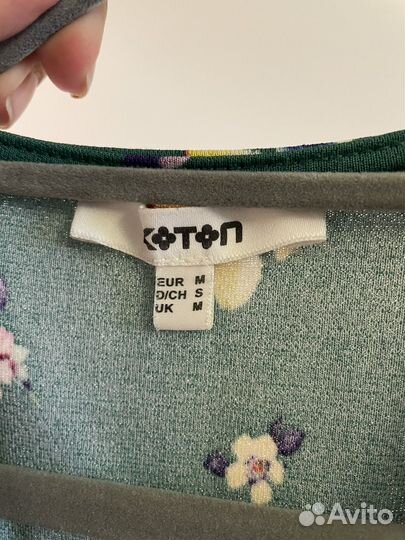 KOTON
EUR M
D/CH S
UK M
Avito